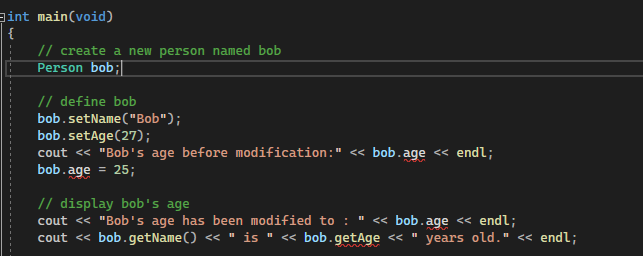 int main(void)
{
// create a new person named bob
Person bob;
// define bob
bob.setName("Bob");
bob.setAge(27);
cout << "Bob's age before modification:" << bob.age << endl;
bob.age = 25;
// display bob's age
cout << "Bob's age has been modified to : " << bob.age << endl;
cout << bob.getName() << " is " << bob.getAge << " years old." << endl;